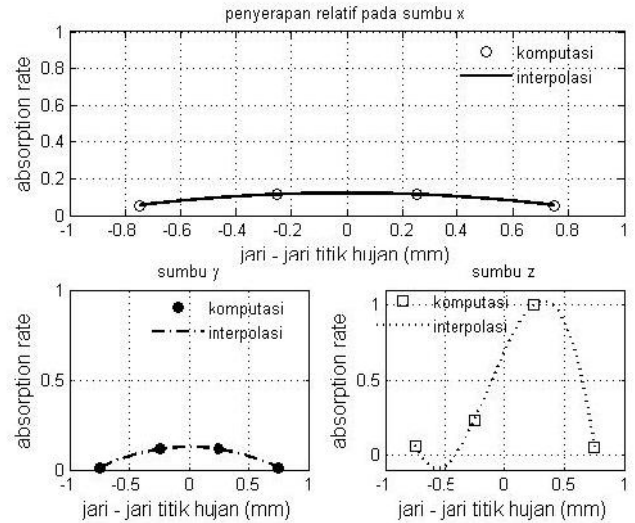 penyerapan relatif pada sumbu x
1
0.8
0.6
0.4
0.2
0
absorption rate
komputasi
interpolasi
-1 -0.8 -0.6 -0.4 -0.2 0 0.2 0.4 0.6 0.8 1
jari - jari titik hujan (mm)
sumbu y
1
0.5
0
absorption rate
komputasi
interpolasi
-1 -0.5 0 0.5 1
jari - jari titik hujan (mm)
sumbu z
1
0.5
0
absorption rate
komputasi
interpolasi
-1 -0.5 0 0.5 1
jari - jari titik hujan (mm)